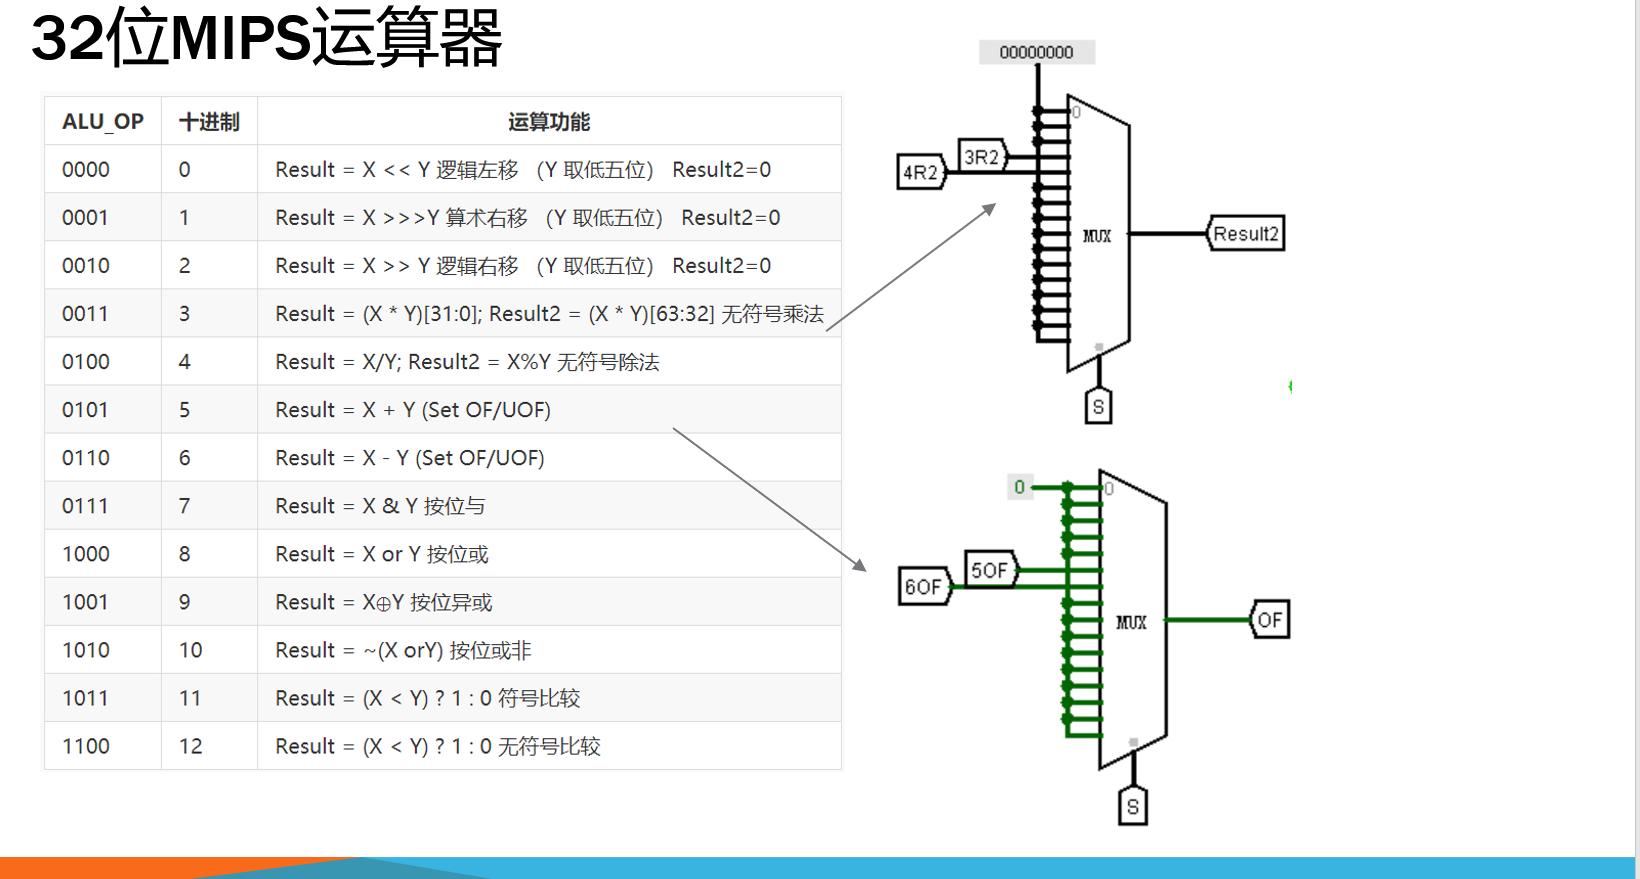 32位MIPS运算器
ALU_OP 十进制 运算功能
0000 0 Result = X << Y 逻辑左移 （Y 取低五位） Result2=0
0001 1 Result = X >>>Y 算术右移 （Y 取低五位） Result2=0
0010 2 Result = X >> Y 逻辑右移 （Y 取低五位） Result2=0
0011 3 Result = (X * Y)[31:0]; Result2 = (X * Y)[63:32] 无符号乘法
0100 4 Result = X/Y; Result2 = X%Y 无符号除法
0101 5 Result = X + Y (Set OF/UOF)
0110 6 Result = X - Y (Set OF/UOF)
0111 7 Result = X & Y 按位与
1000 8 Result = X or Y 按位或
1001 9 Result = X⊕Y 按位异或
1010 10 Result = ~(X orY) 按位或非
1011 11 Result = (X < Y) ? 1 : 0 符号比较
1100 12 Result = (X < Y) ? 1 : 0 无符号比较
00000000
0
3R2
4R2
MUX
Result2
S
0
0
5OF
6OF
MUX
OF
S